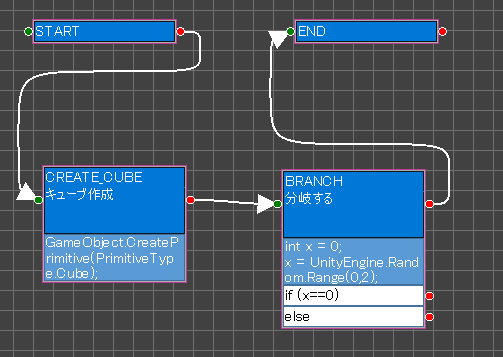 START
END
CREATE_CUBE
キューブ作成
GameObject.CreateP
rimitive(PrimitiveTyp
e.Cube);
BRANCH
分岐する
int x = 0;
x = UnityEngine.Rand
om.Range(0,2);
if (x==0)
else